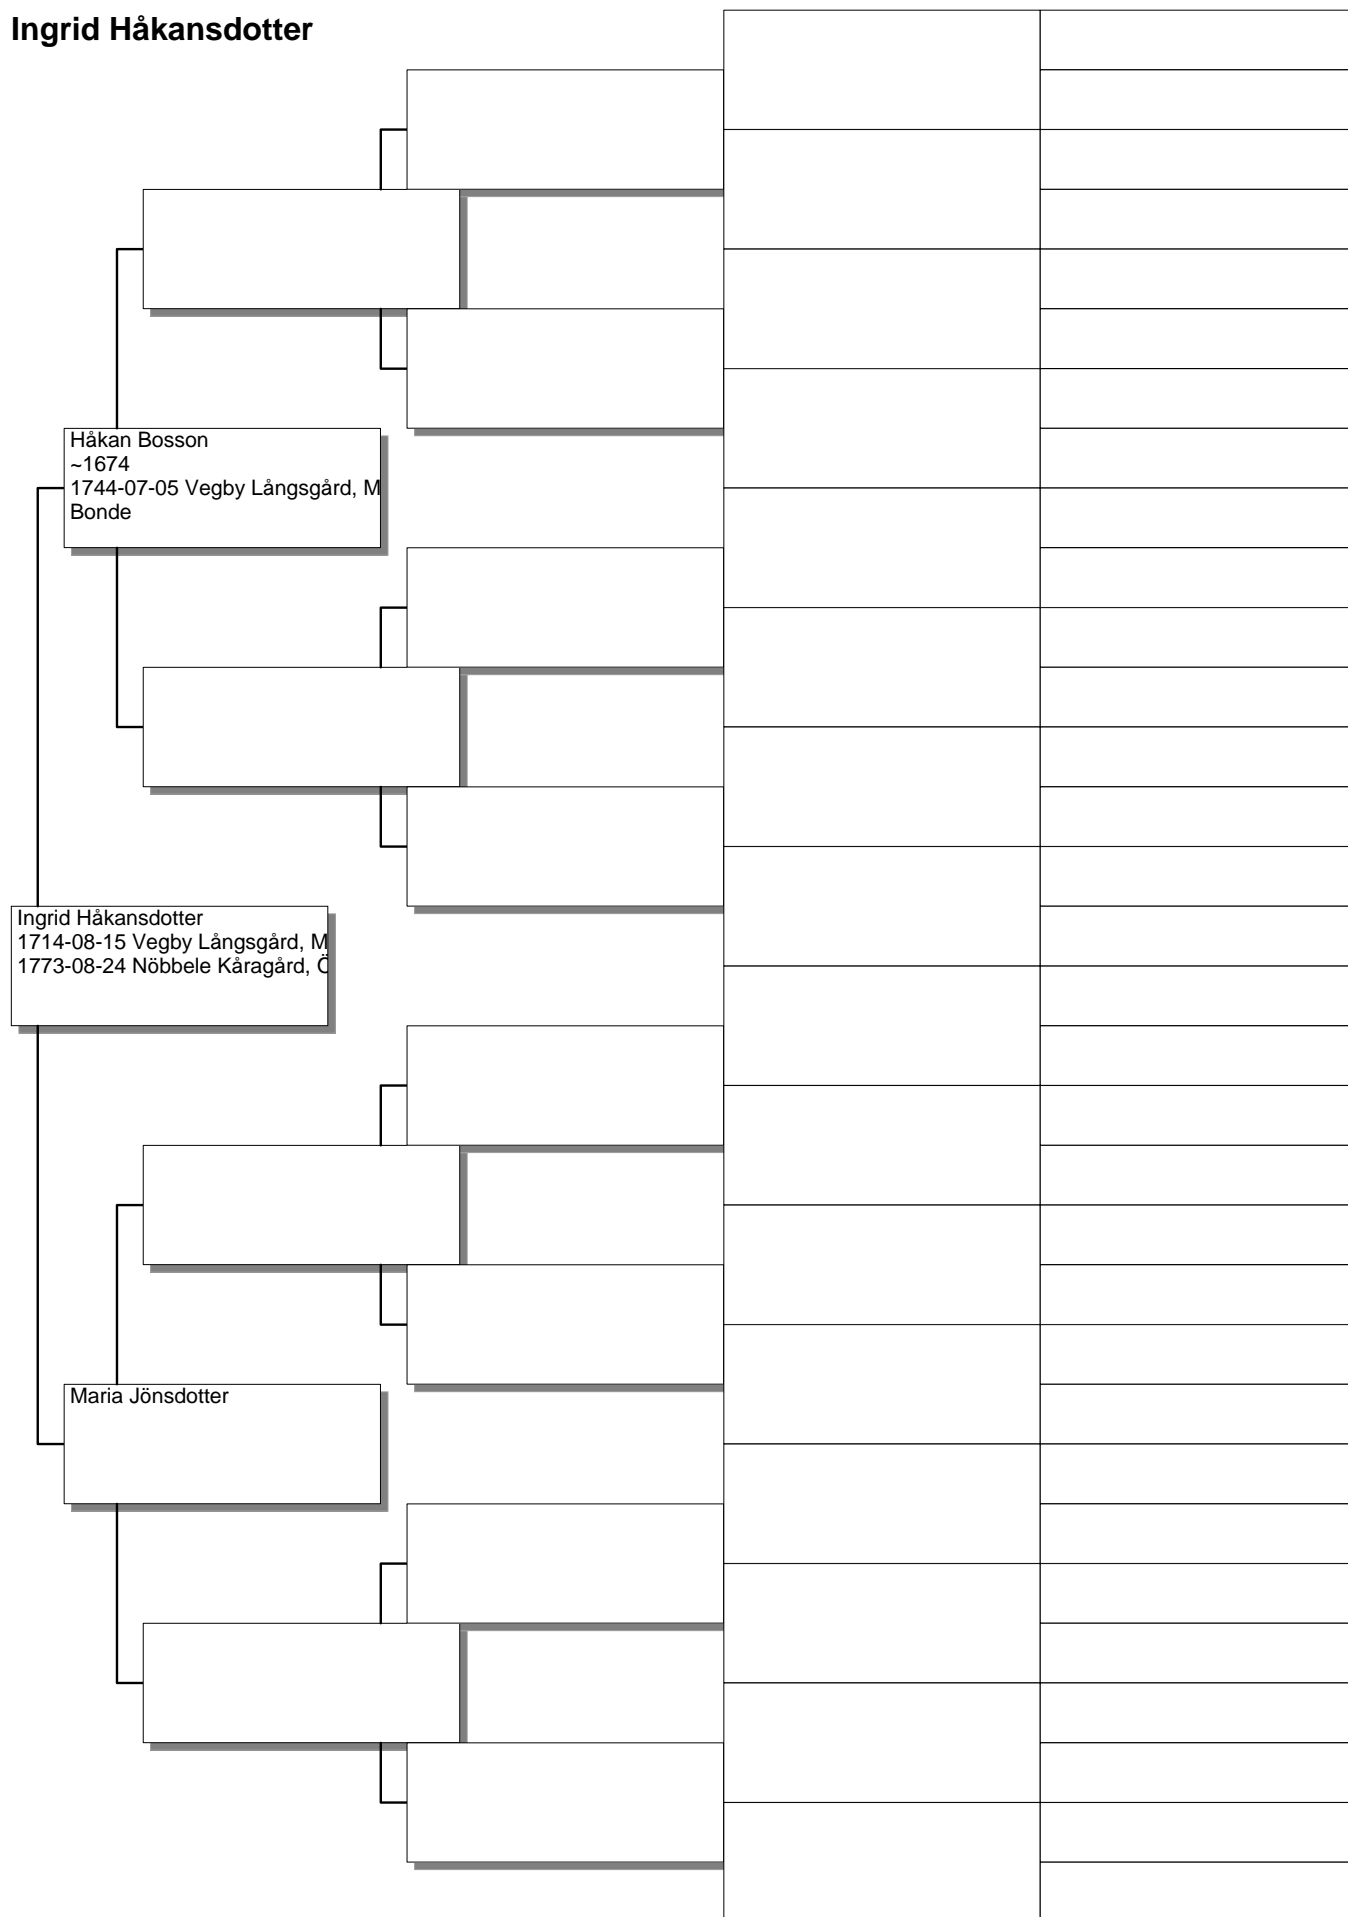 Ingrid Håkansdotter
Håkan Bosson
~1674
1744-07-05 Vegby Långsgård, M
Bonde
Ingrid Håkansdotter
1714-08-15 Vegby Långsgård, M
1773-08-24 Nöbbele Kåragård, Ö
Maria Jönsdotter